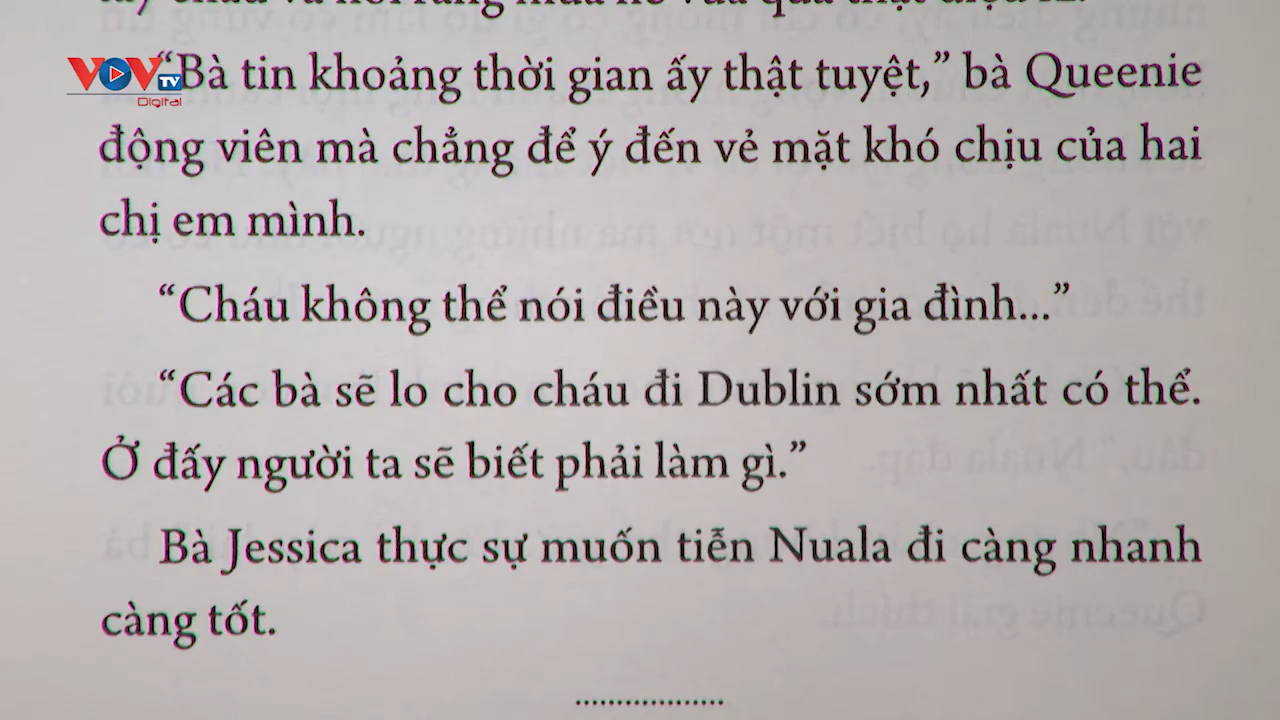 VOVTV
Digital
“Bà tin khoảng thời gian ấy thật tuyệt,” bà Queenie
động viên mà chẳng để ý đến vẻ mặt khó chịu của hai
chị em mình.
“Cháu không thể nói điều này với gia đình...”
“Các bà sẽ lo cho cháu đi Dublin sớm nhất có thể.
Ở đấy người ta sẽ biết phải làm gì.”
Bà Jessica thực sự muốn tiễn Nuala đi càng nhanh
càng tốt.
..................